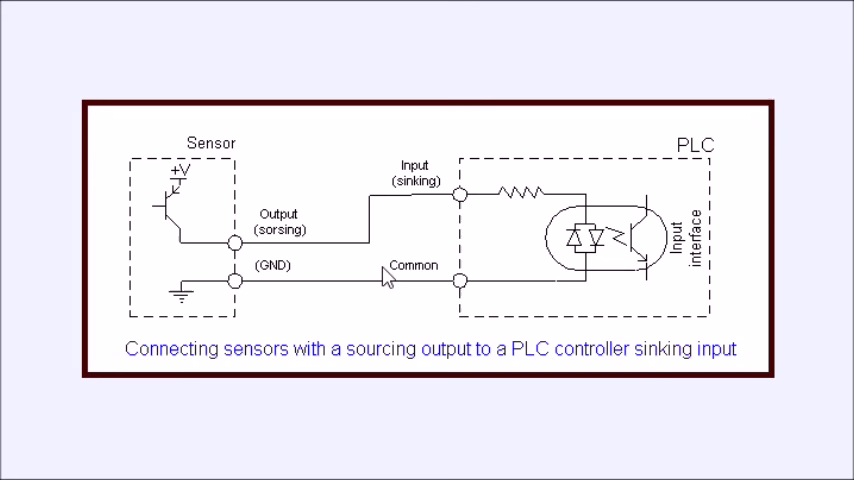 Sensor
PLC
+V
Input
(sinking)
Output
(sorsing)
(GND)
Common
Input
interface
Connecting sensors with a sourcing output to a PLC controller sinking input